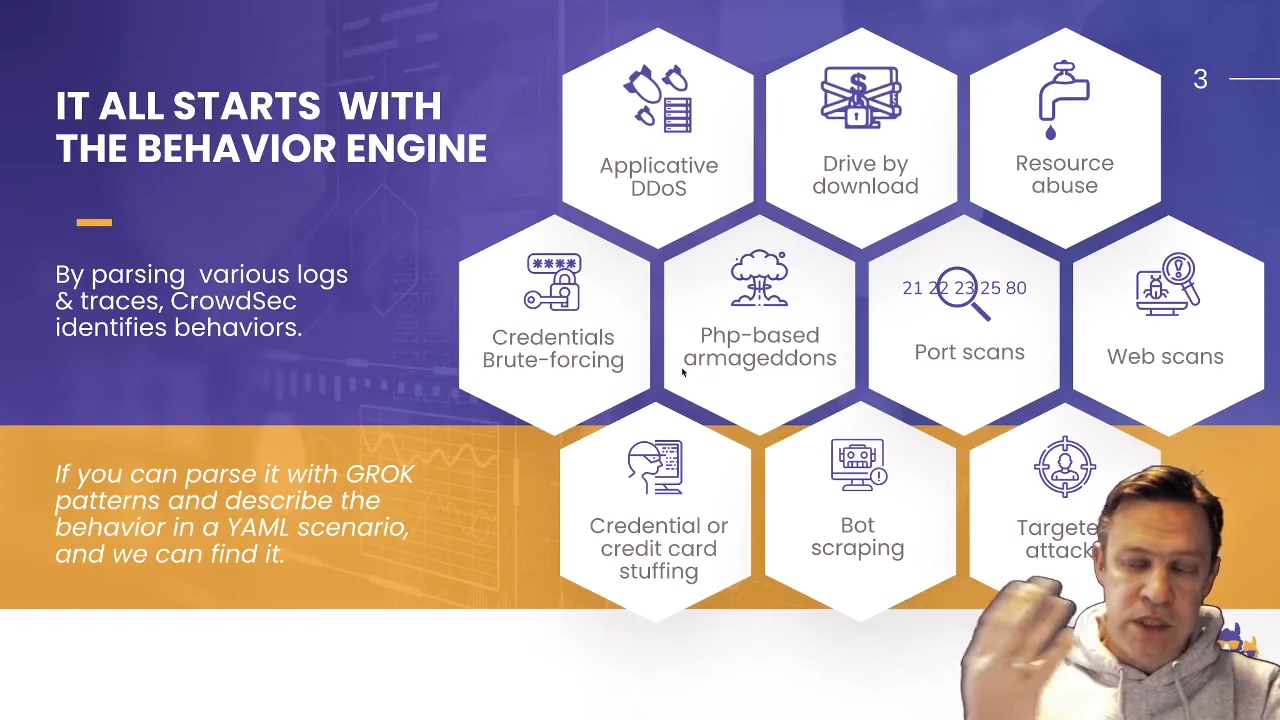 IT ALL STARTS WITH
THE BEHAVIOR ENGINE
By parsing various logs
& traces, CrowdSec
identifies behaviors.
If you can parse it with GROK
patterns and describe the
behavior in a YAML scenario,
and we can find it.
3
Applicative
DDoS
Drive by
download
Resource
abuse
****
Credentials
Brute-forcing
Php-based
armageddons
21 22 23 25 80
Port scans
Web scans
Credential or
credit card
stuffing
Bot
scraping